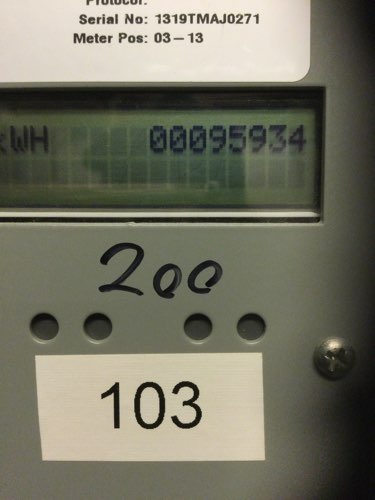 Protocol:
Serial No: 1319TMAJ0271
Meter Pos: 03-13
kWH 00095934
200
103